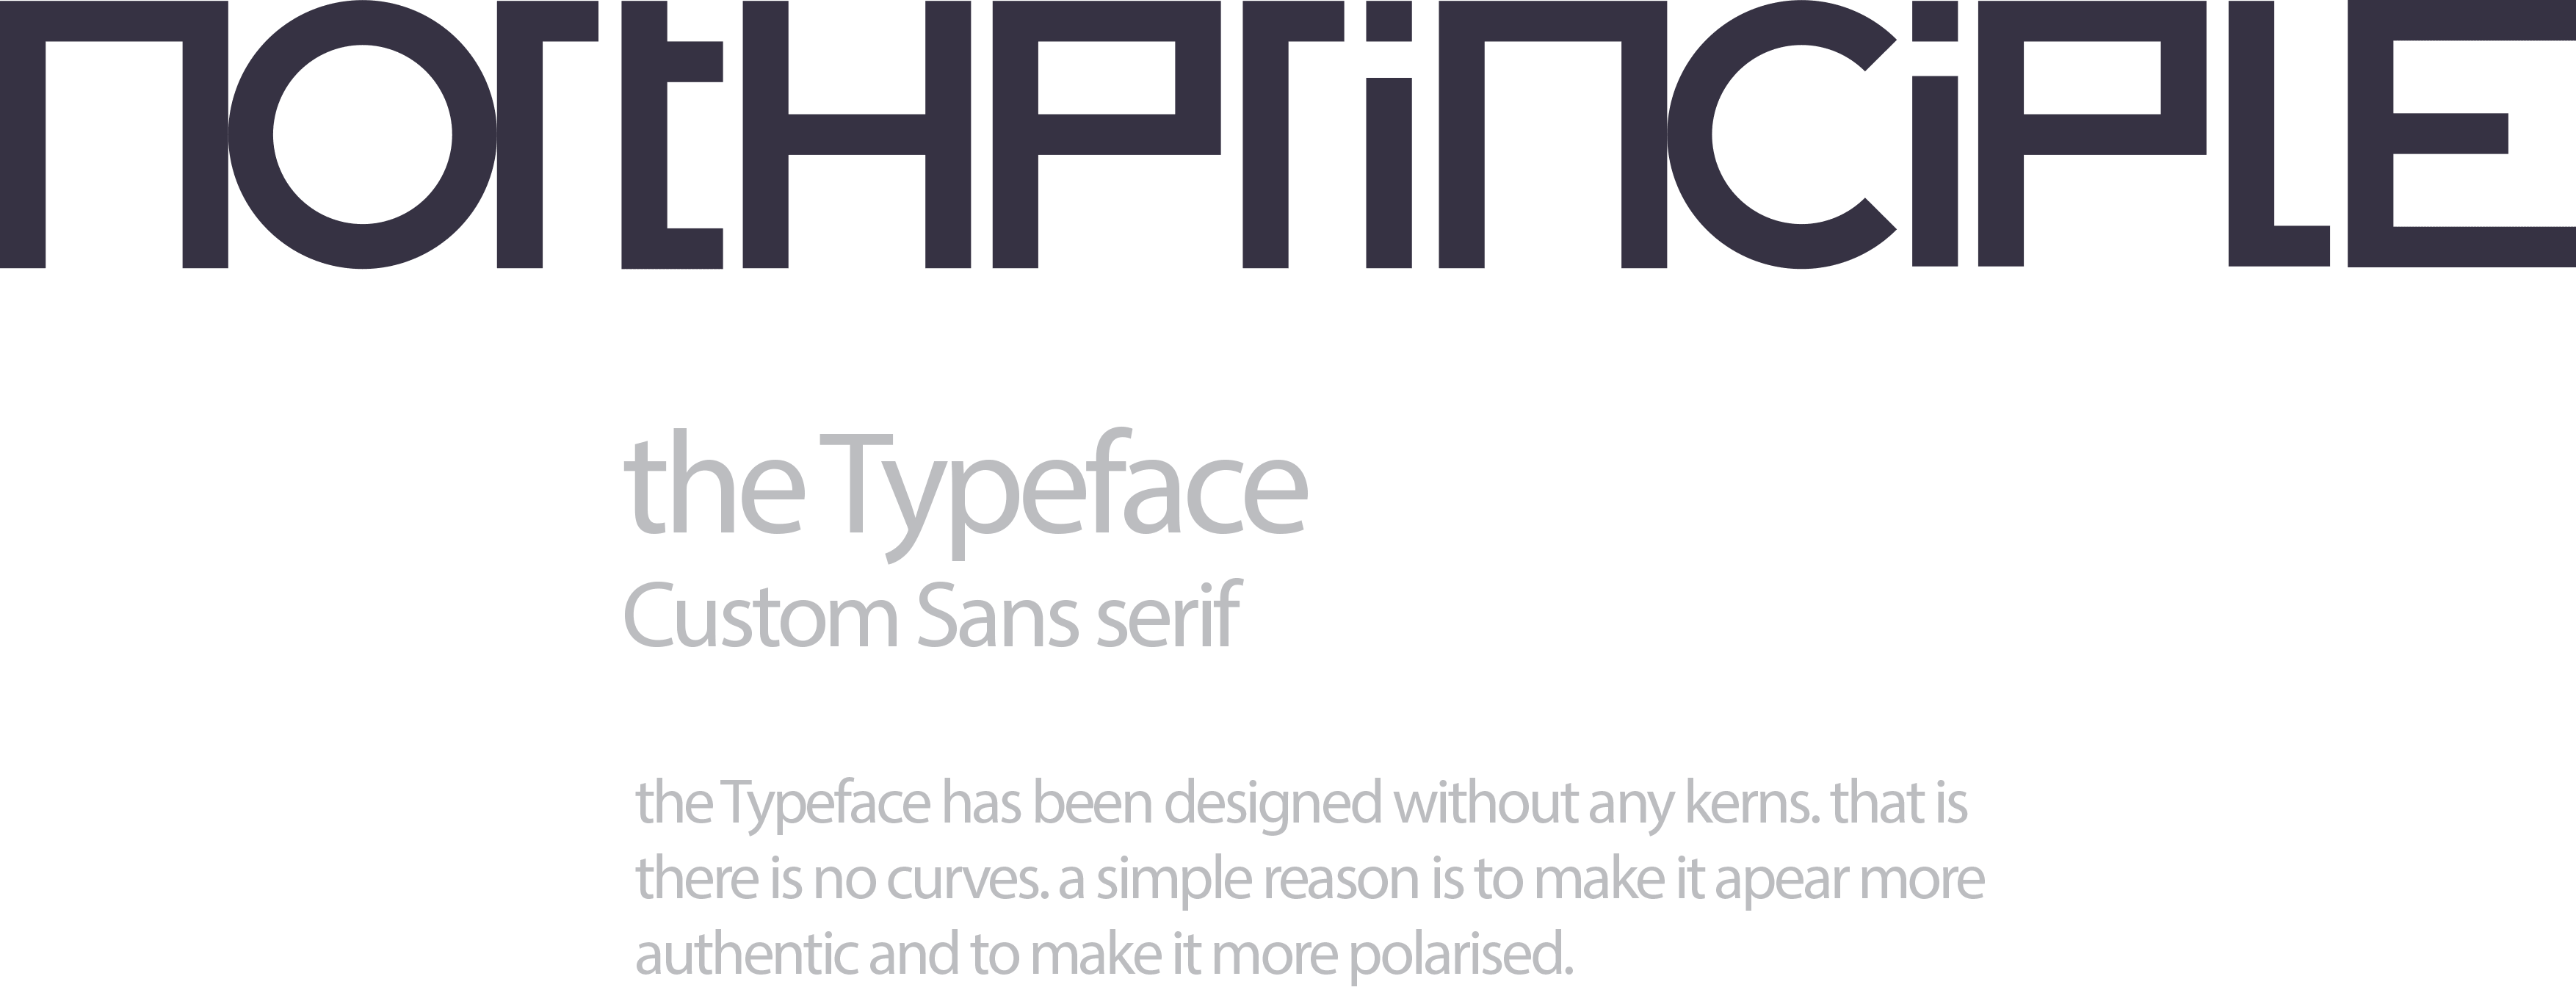 nOrtHPrinCiPlE
the Typeface
Custom Sans serif
the Typeface has been designed without any kerns. that is
there is no curves. a simple reason is to make it apear more
authentic and to make it more polarised.